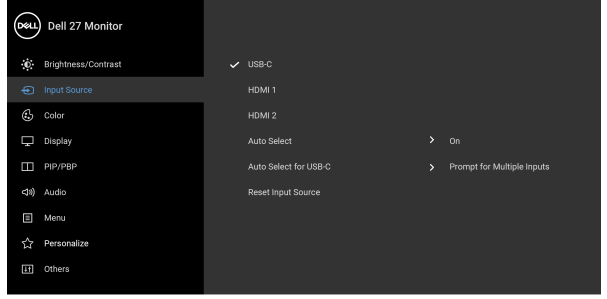 DELL Dell 27 Monitor
Brightness/Contrast
USB-C
Input Source
HDMI 1
Color
HDMI 2
Display
Auto Select
On
PIP/PBP
Auto Select for USB-C
Prompt for Multiple Inputs
Audio
Reset Input Source
Menu
Personalize
Others